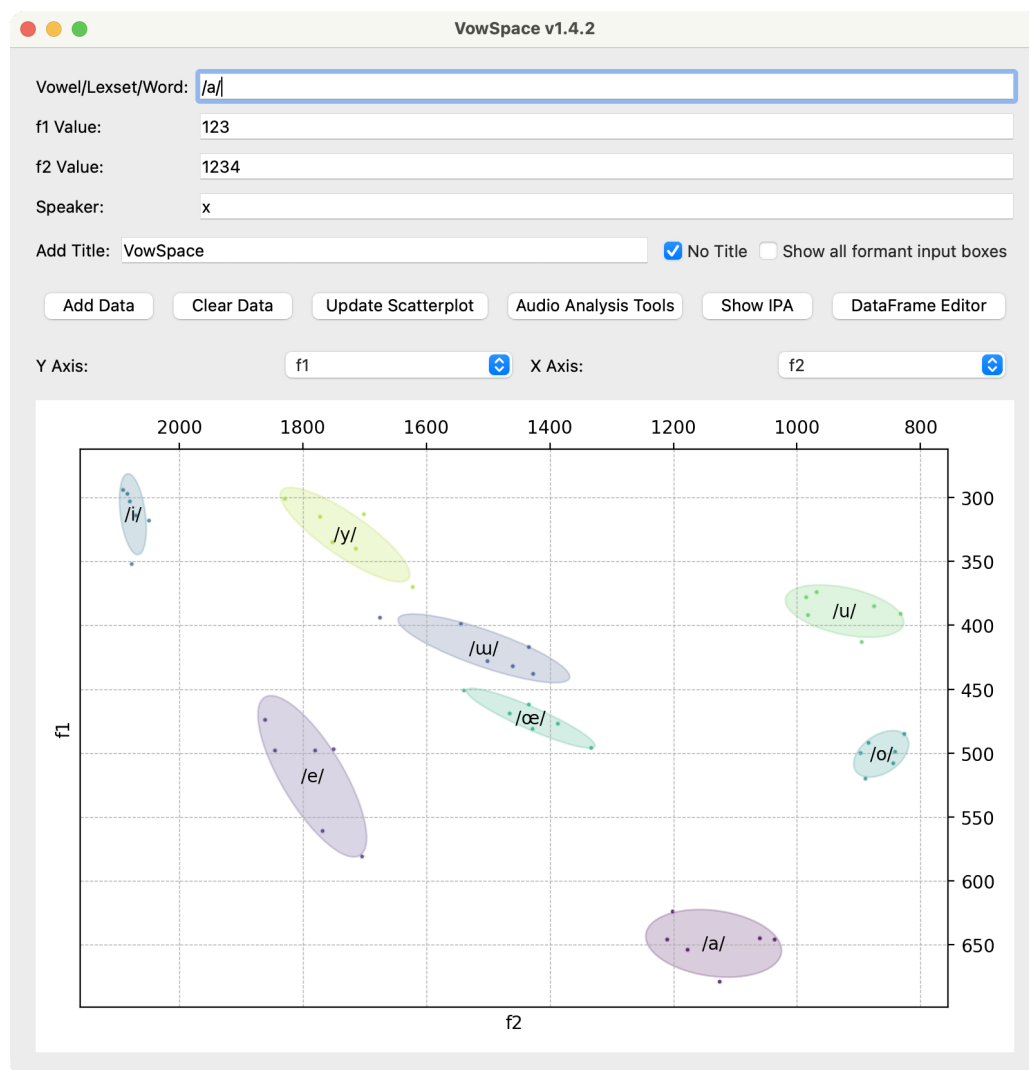 VowSpace v1.4.2
Vowel/Lexset/Word: /a/
f1 Value: 123
f2 Value: 1234
Speaker: x
Add Title: VowSpace No Title Show all formant input boxes
Add Data Clear Data Update Scatterplot Audio Analysis Tools Show IPA DataFrame Editor
Y Axis: f1 X Axis: f2
2000 1800 1600 1400 1200 1000 800
300
/i/
/y/
350
/u/
400
/ɯ/
450
/œ/
f1
500
/o/
/e/
550
600
/a/
650
f2